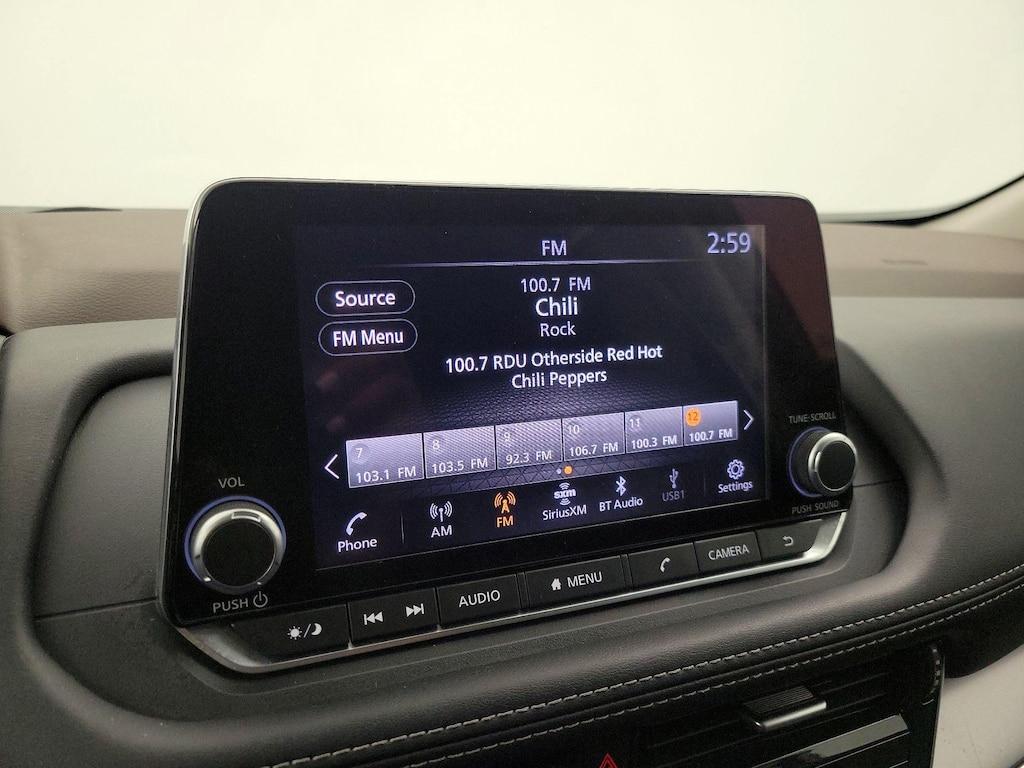 FM
2:59
Source
FM Menu
100.7 FM
Chili
Rock
100.7 RDU Otherside Red Hot
Chili Peppers
7
103.1 FM
8
103.5 FM
9
92.3 FM
10
106.7 FM
11
100.3 FM
12
100.7 FM
Phone
AM
FM
sxm
SiriusXM
BT Audio
USB1
Settings
VOL
PUSH
TUNE·SCROLL
PUSH SOUND
AUDIO
MENU
CAMERA